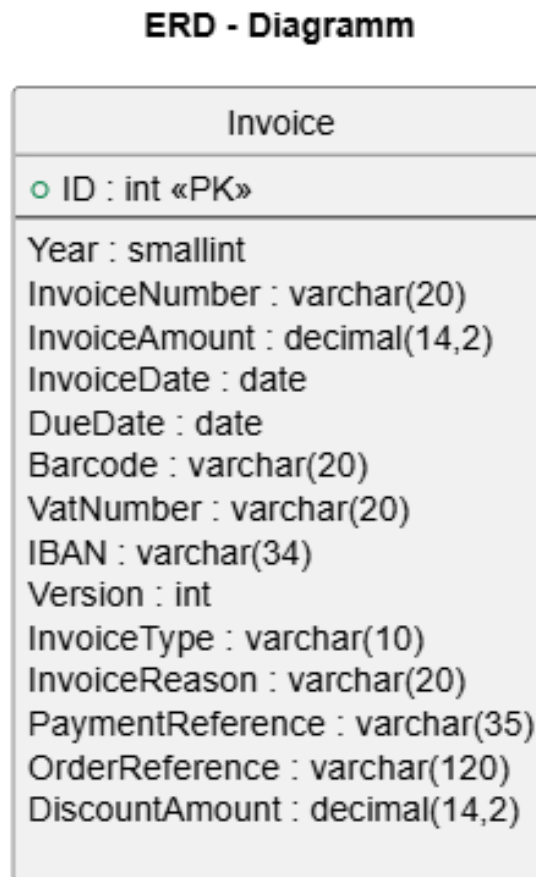 ERD - Diagramm
Invoice
ID : int «PK»
Year : smallint
InvoiceNumber : varchar(20)
InvoiceAmount : decimal(14,2)
InvoiceDate : date
DueDate : date
Barcode : varchar(20)
VatNumber : varchar(20)
IBAN : varchar(34)
Version : int
InvoiceType : varchar(10)
InvoiceReason : varchar(20)
PaymentReference : varchar(35)
OrderReference : varchar(120)
DiscountAmount : decimal(14,2)